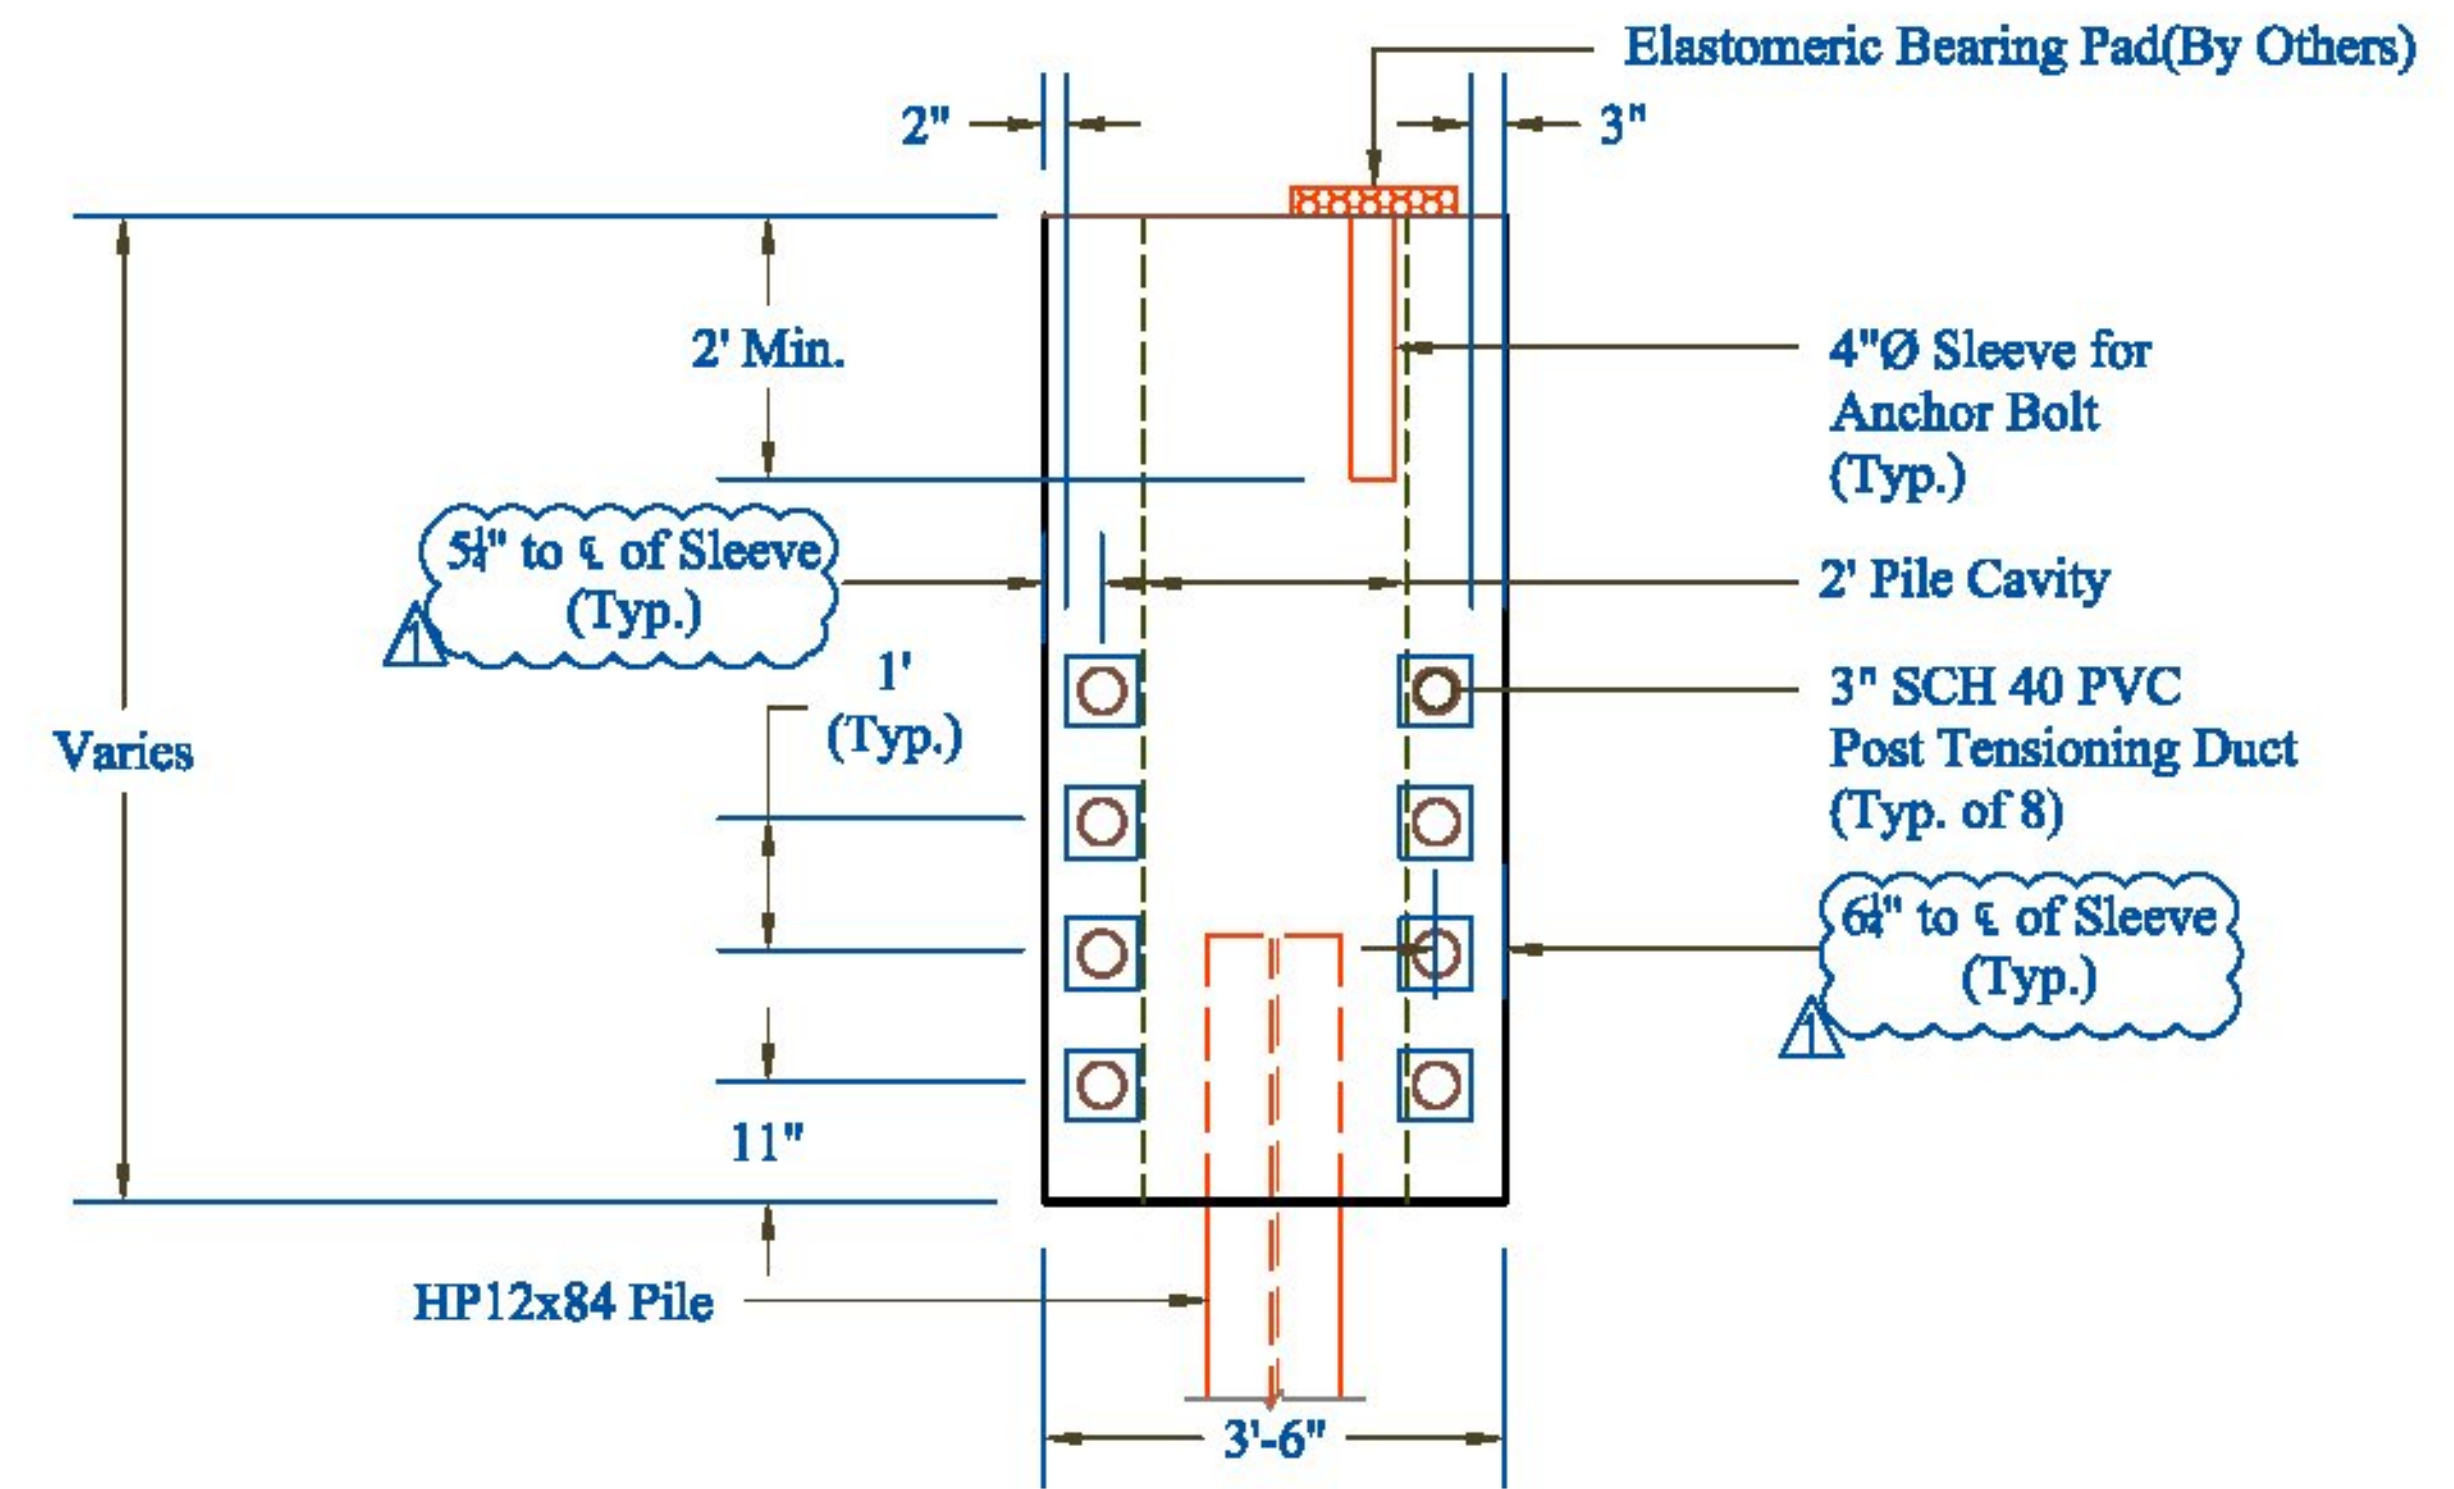 Elastomeric Bearing Pad(By Others)
2"
3"
2' Min.
4"Ø Sleeve for
Anchor Bolt
(Typ.)
5¼" to ℄ of Sleeve
(Typ.)
1
2' Pile Cavity
1'
(Typ.)
3" SCH 40 PVC
Post Tensioning Duct
(Typ. of 8)
Varies
6¼" to ℄ of Sleeve
(Typ.)
1
11"
HP12x84 Pile
3'-6"